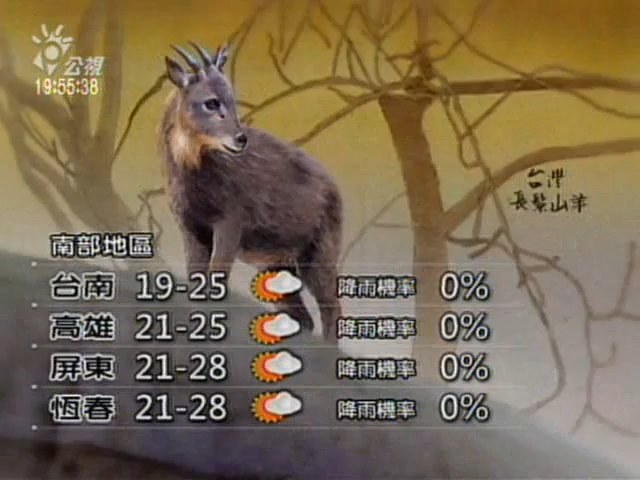 公視
19:55:38
台灣
長鬃山羊
南部地區
台南 19-25 降雨機率 0%
高雄 21-25 降雨機率 0%
屏東 21-28 降雨機率 0%
恆春 21-28 降雨機率 0%